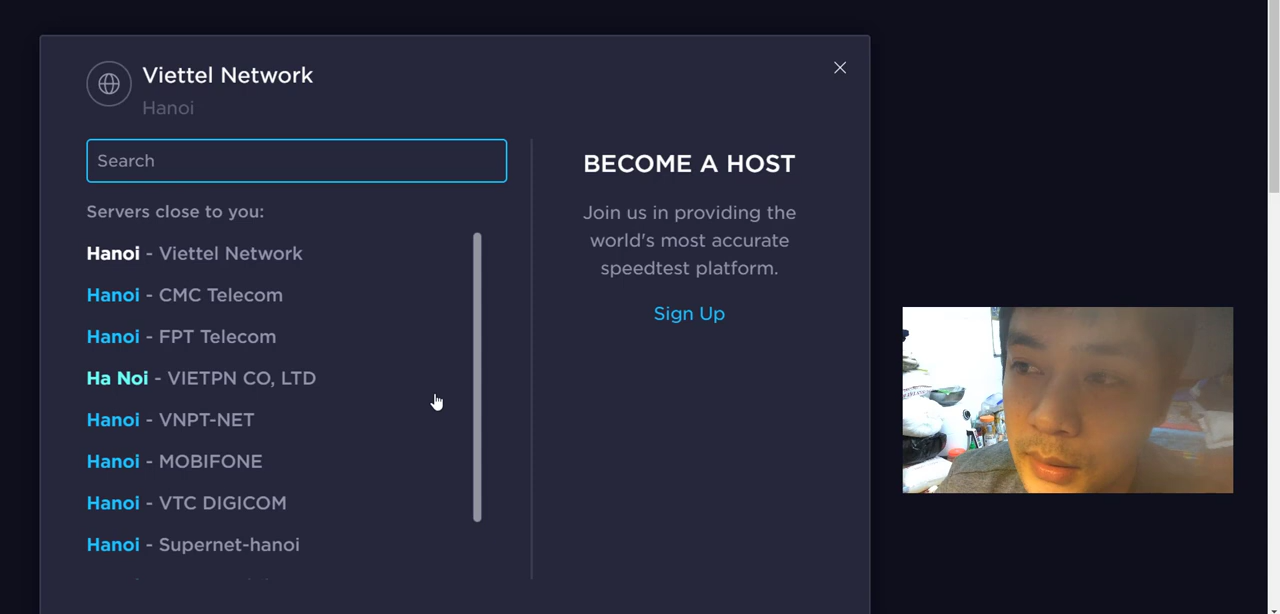 Viettel Network
Hanoi
Search
Servers close to you:
Hanoi - Viettel Network
Hanoi - CMC Telecom
Hanoi - FPT Telecom
Ha Noi - VIETPN CO, LTD
Hanoi - VNPT-NET
Hanoi - MOBIFONE
Hanoi - VTC DIGICOM
Hanoi - Supernet-hanoi
BECOME A HOST
Join us in providing the
world's most accurate
speedtest platform.
Sign Up